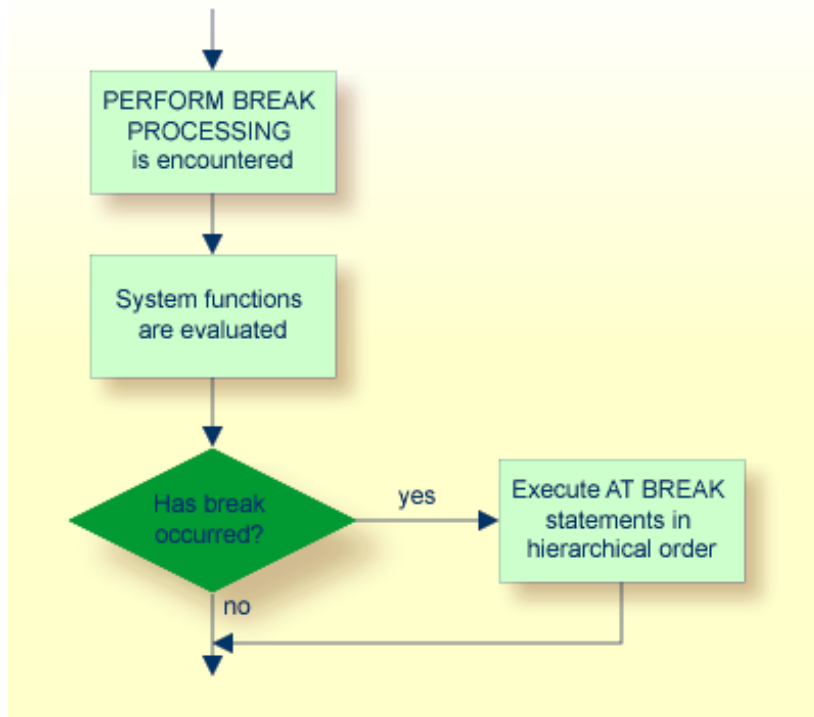 PERFORM BREAK
PROCESSING
is encountered
System functions
are evaluated
Has break
occurred?
yes
Execute AT BREAK
statements in
hierarchical order
no